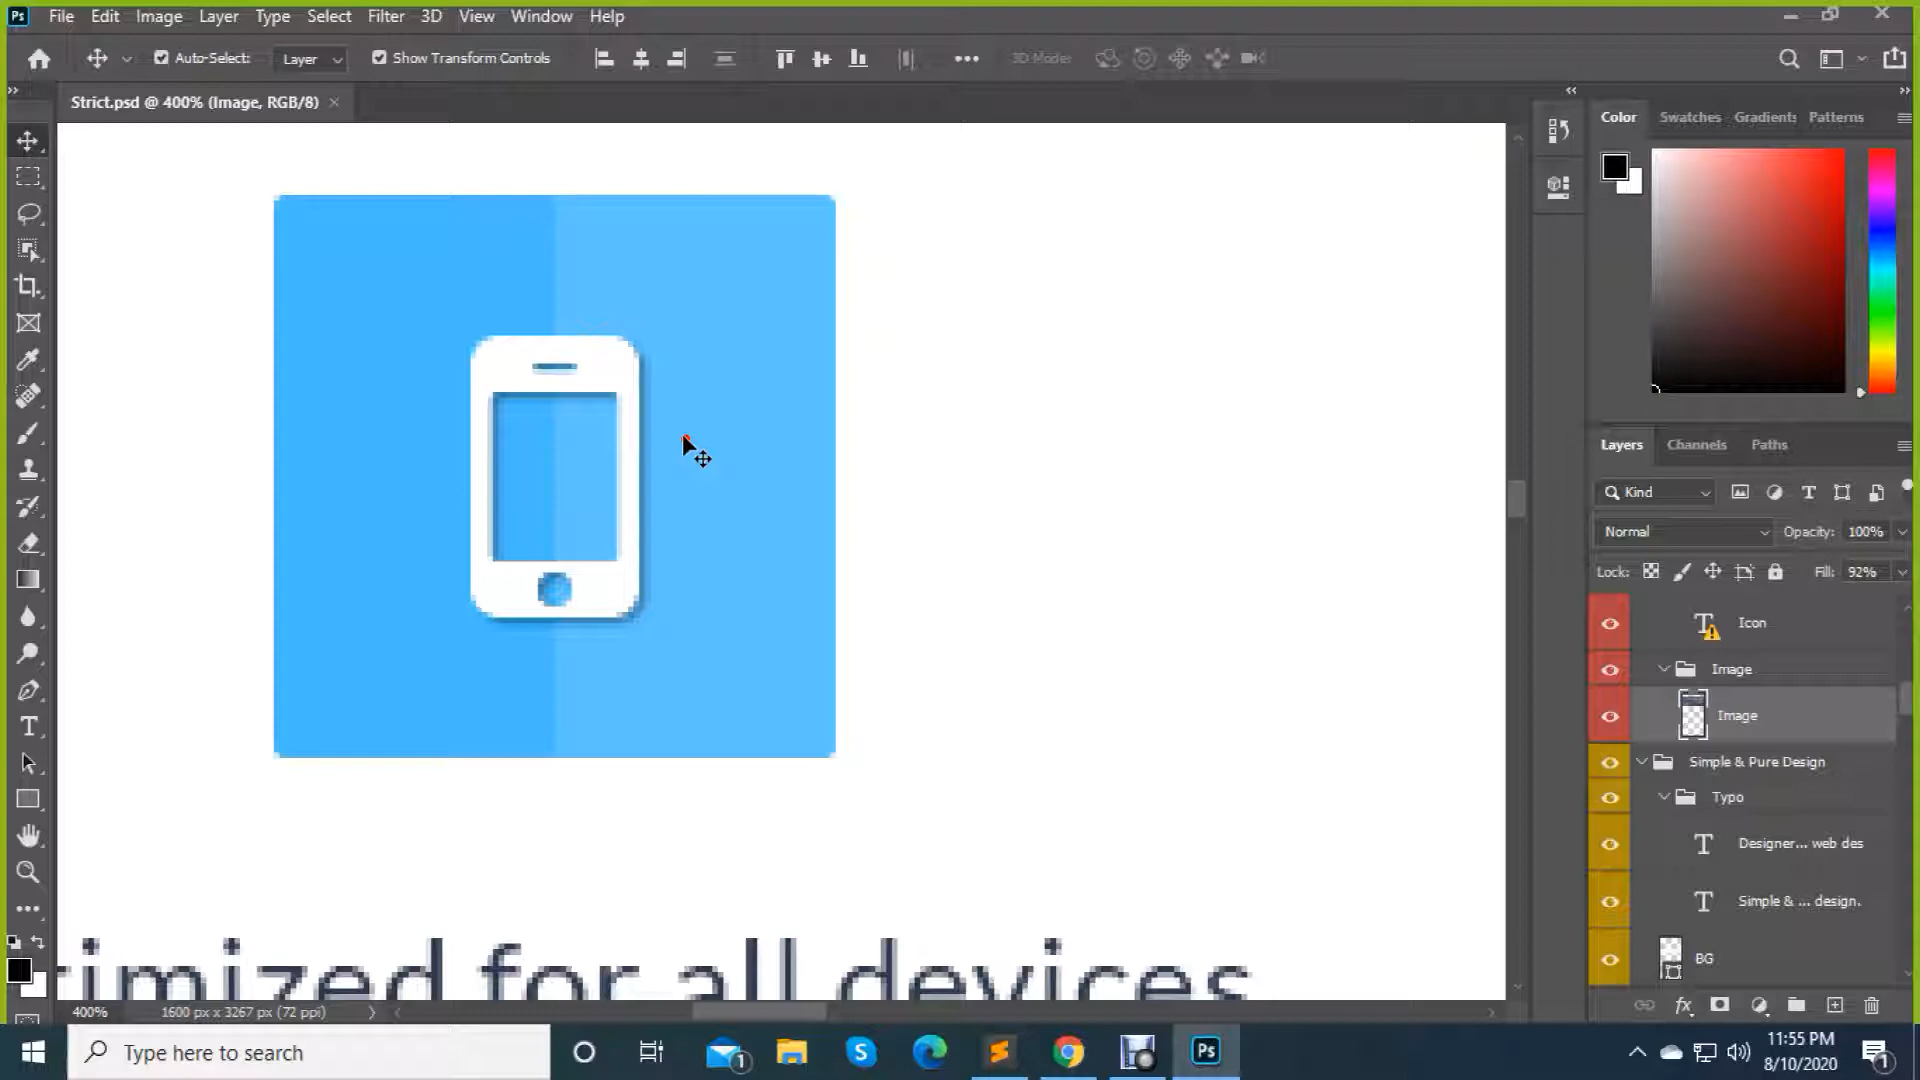 Ps File Edit Image Layer Type Select Filter 3D View Window Help
Auto-Select: Layer Show Transform Controls 3D Mode:
Strict.psd @ 400% (Image, RGB/8)
Color Swatches Gradients Patterns
Layers Channels Paths
Kind
Normal Opacity: 100%
Lock: Fill: 92%
Icon
Image
Image
Simple & Pure Design
Typo
Designer... web des
Simple & ... design.
BG
imized for all devices
400% 1600 px x 3267 px (72 ppi)
Type here to search
1
Ps
11:55 PM
8/10/2020
1